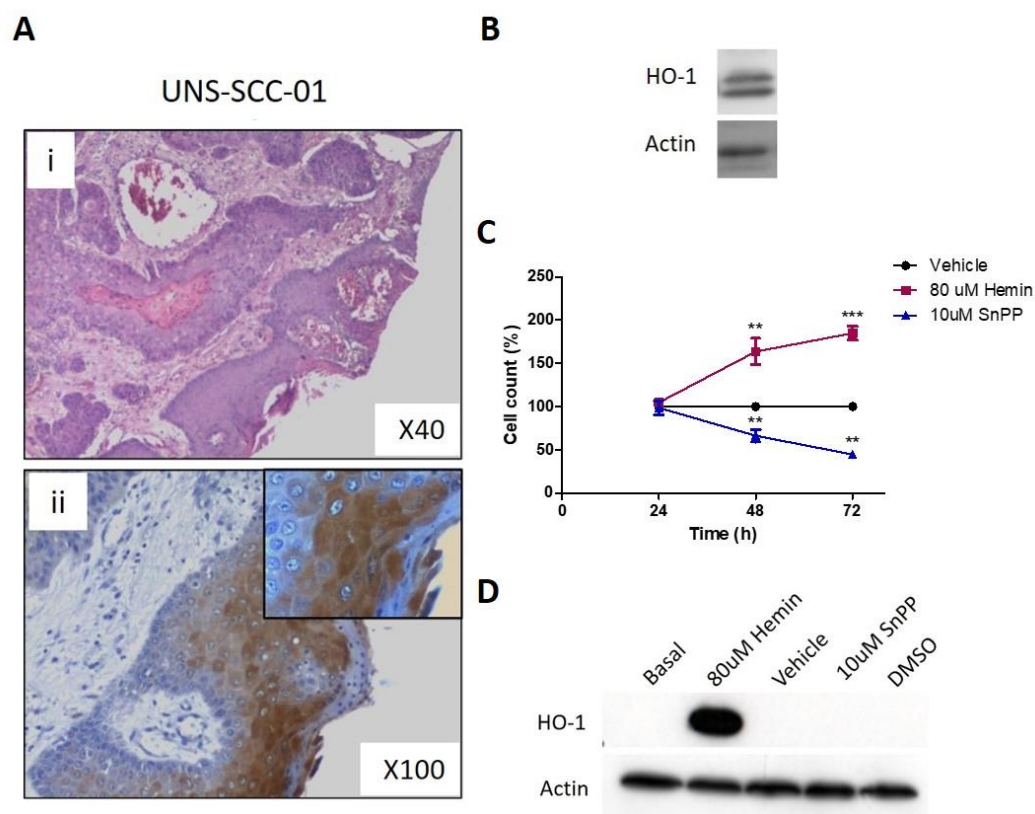 A
UNS-SCC-01
i
X40
ii
X100
B
HO-1
Actin
C
250
200
150
100
50
0
Cell count (%)
0
24
48
72
Time (h)
**
***
**
**
Vehicle
80 uM Hemin
10uM SnPP
D
Basal
80uM Hemin
Vehicle
10uM SnPP
DMSO
HO-1
Actin